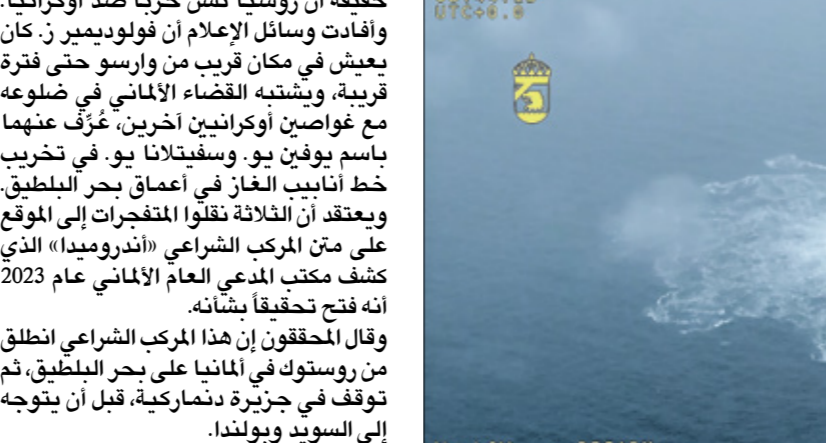 حقيقة أن روسيا تشن حرباً ضد أوكرانيا.
وأفادت وسائل الإعلام أن فولوديمير ز. كان
يعيش في مكان قريب من وارسو حتى فترة
قريبة، ويشتبه القضاء الألماني في ضلوعه
مع غواصين أوكرانيين آخرين، عُرِّف عنهما
باسم يوفين يو. وسفيتلانا يو. في تخريب
خط أنابيب الغاز في أعماق بحر البلطيق.
ويعتقد أن الثلاثة نقلوا المتفجرات إلى الموقع
على متن المركب الشراعي «أندروميدا» الذي
كشف مكتب المدعي العام الألماني عام 2023
أنه فتح تحقيقاً بشأنه.
وقال المحققون إن هذا المركب الشراعي انطلق
من روستوك في ألمانيا على بحر البلطيق، ثم
توقف في جزيرة دنماركية، قبل أن يتوجه
إلى السويد وبولندا.
UTC+0.0